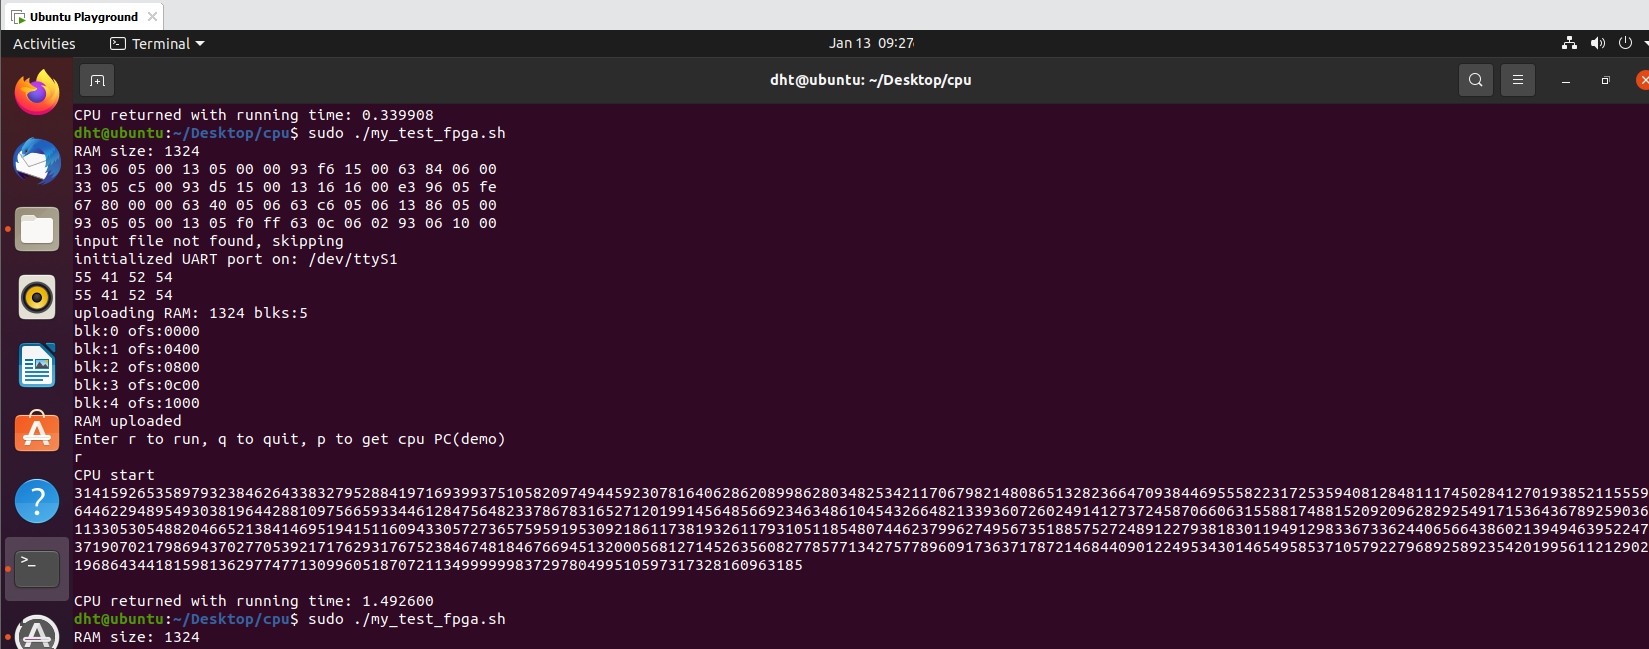 Ubuntu Playground
Activities
Terminal
Jan 13 09:27
dht@ubuntu: ~/Desktop/cpu
CPU returned with running time: 0.339908
dht@ubuntu:~/Desktop/cpu$ sudo ./my_test_fpga.sh
RAM size: 1324
13 06 05 00 13 05 00 00 93 f6 15 00 63 84 06 00
33 05 c5 00 93 d5 15 00 13 16 16 00 e3 96 05 fe
67 80 00 00 63 40 05 06 63 c6 05 06 13 86 05 00
93 05 05 00 13 05 f0 ff 63 0c 06 02 93 06 10 00
input file not found, skipping
initialized UART port on: /dev/ttyS1
55 41 52 54
55 41 52 54
uploading RAM: 1324 blks:5
blk:0 ofs:0000
blk:1 ofs:0400
blk:2 ofs:0800
blk:3 ofs:0c00
blk:4 ofs:1000
RAM uploaded
Enter r to run, q to quit, p to get cpu PC(demo)
r
CPU start
31415926535897932384626433832795288419716939937510582097494459230781640628620899862803482534211706798214808651328236647093844695558223172535940812848111745028412701938521115559
64462294895493038196442881097566593344612847564823378678316527120199145648566923463486104543266482133936072602491412737245870660631558817488152092096282925491715364367892590360
11330530548820466521384146951941511609433057273657595919530921861173819326117931051185480744623799627495673518857527248912279381830119491298336733624406566438602139494639522473
71907021798694370277053921717629317675238467481846766945132000568127145263560827785771342757789609173637178721468440901224953430146549585371057922796892589235420199561121290
21968643441815981362977477130996051870721134999999837297804995105973173281609​63185
CPU returned with running time: 1.492600
dht@ubuntu:~/Desktop/cpu$ sudo ./my_test_fpga.sh
RAM size: 1324